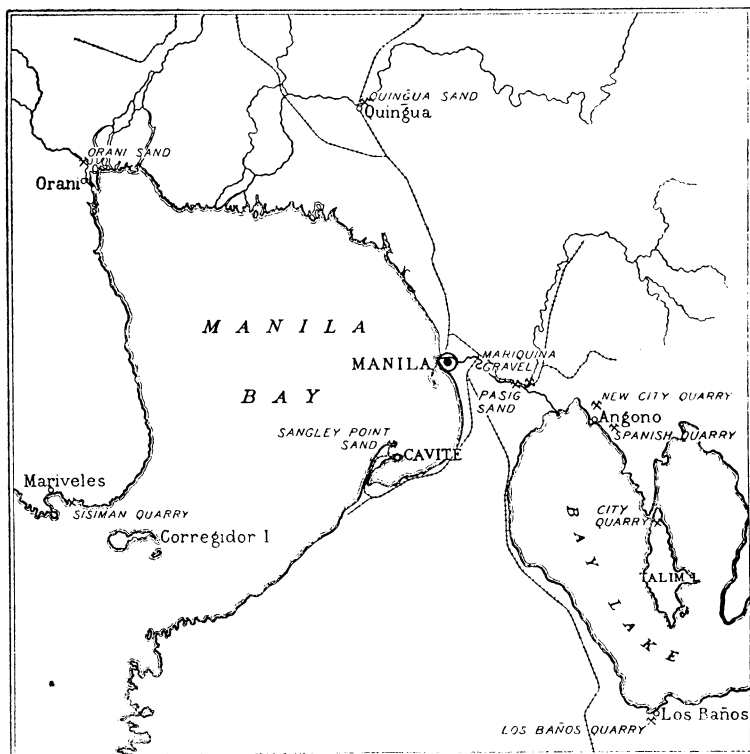 QUINGUA SAND
Quingua
ORANI SAND
Orani
MANILA
BAY
MANILA
MARIQUINA
GRAVEL
PASIG
SAND
NEW CITY QUARRY
Angono
SPANISH QUARRY
SANGLEY POINT
SAND
CAVITE
Mariveles
SISIMAN QUARRY
Corregidor I
CITY
QUARRY
TALIM I.
BAY LAKE
Los Baños
LOS BAÑOS QUARRY